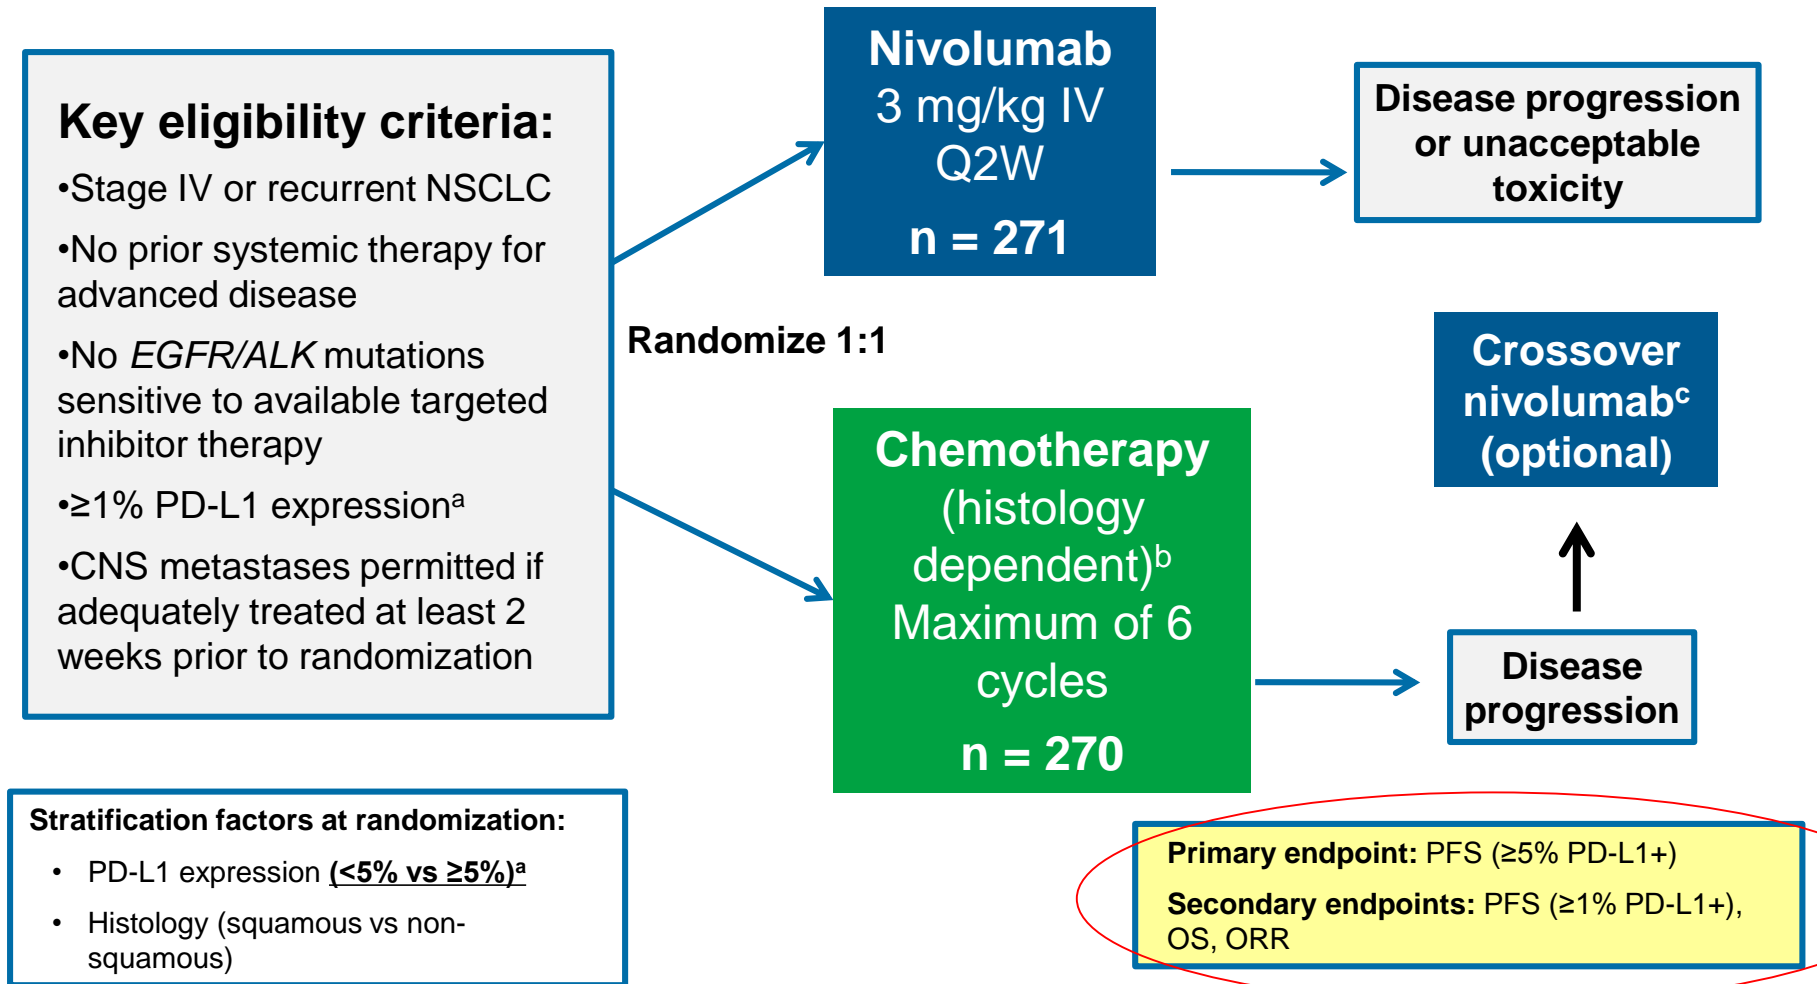 Key eligibility criteria:
•Stage IV or recurrent NSCLC
•No prior systemic therapy for
advanced disease
•No EGFR/ALK mutations
sensitive to available targeted
inhibitor therapy
•≥1% PD-L1 expressionᵃ
•CNS metastases permitted if
adequately treated at least 2
weeks prior to randomization
Randomize 1:1
Nivolumab
3 mg/kg IV
Q2W
n = 271
Disease progression
or unacceptable
toxicity
Chemotherapy
(histology
dependent)ᵇ
Maximum of 6
cycles
n = 270
Crossover
nivolumabᶜ
(optional)
Disease
progression
Stratification factors at randomization:
• PD-L1 expression (<5% vs ≥5%)ᵃ
• Histology (squamous vs non-
squamous)
Primary endpoint: PFS (≥5% PD-L1+)
Secondary endpoints: PFS (≥1% PD-L1+),
OS, ORR